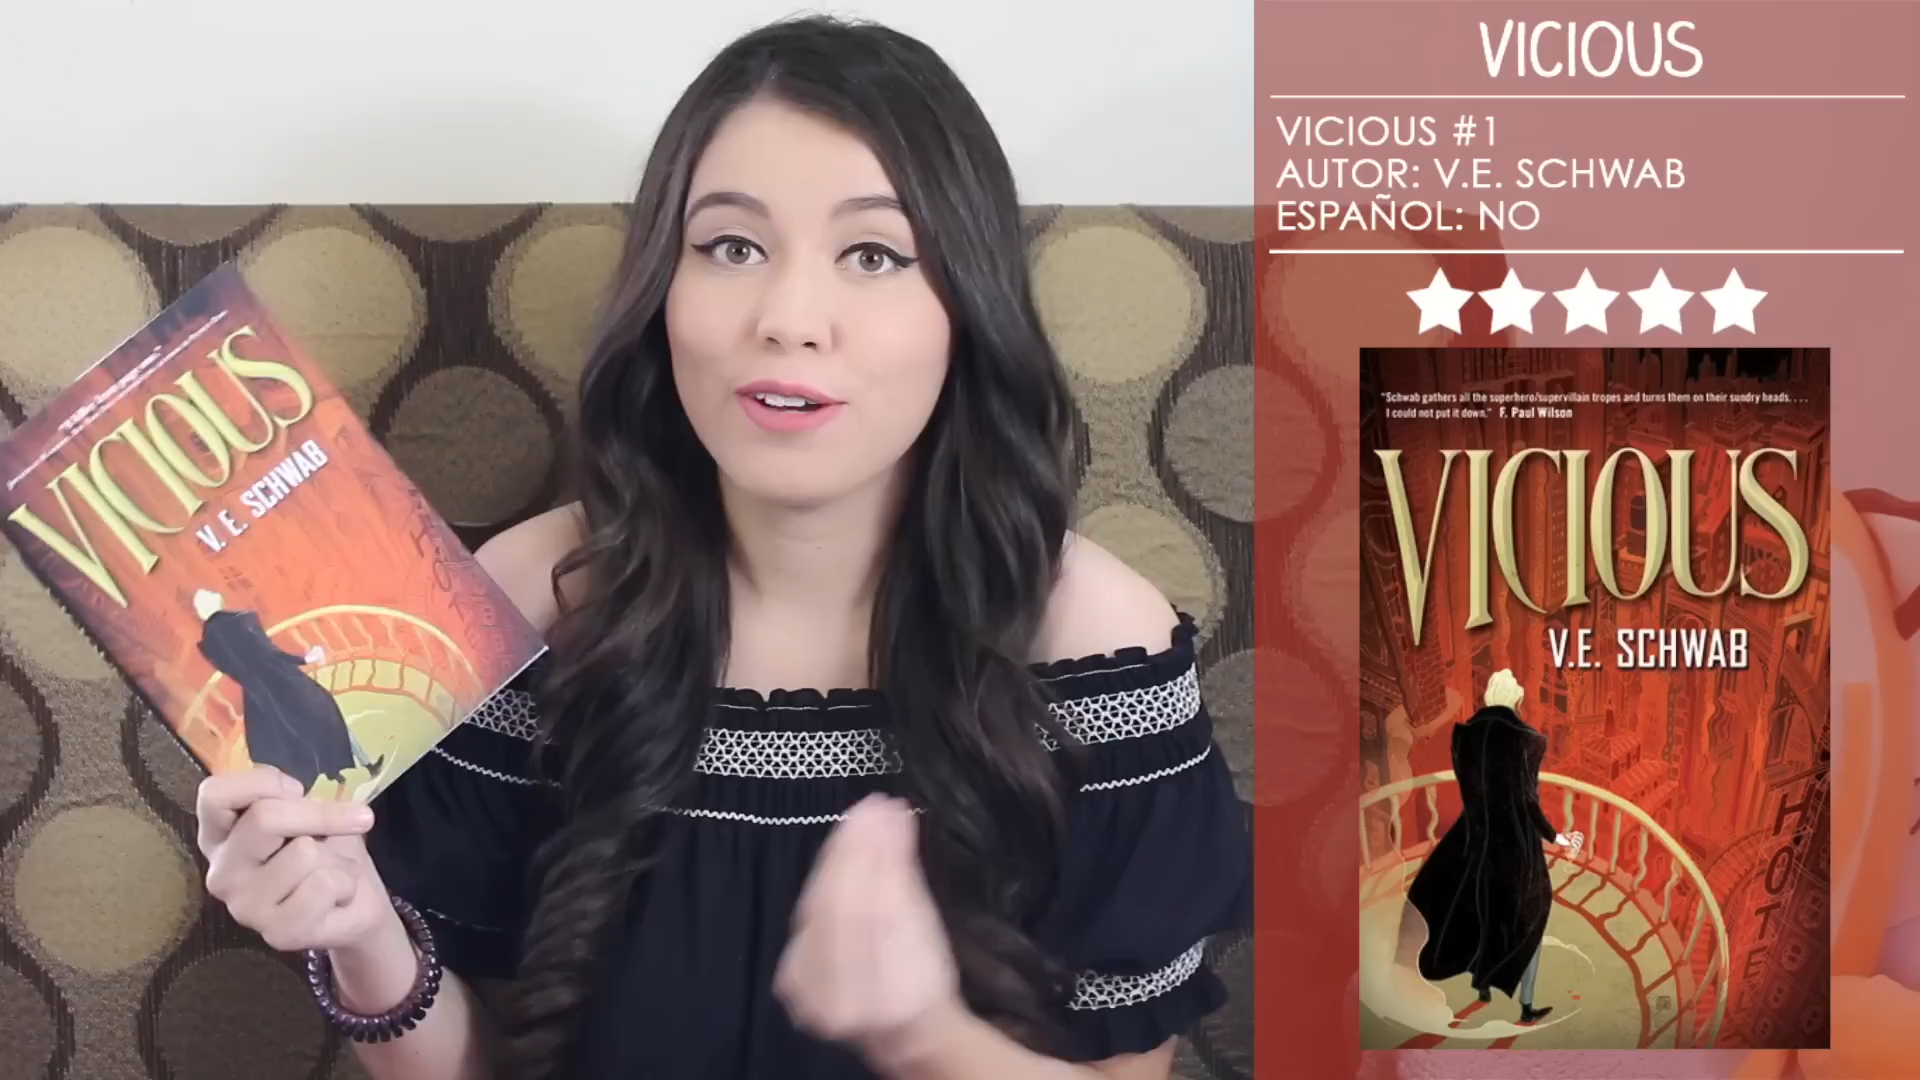 VICIOUS
VICIOUS #1
AUTOR: V.E. SCHWAB
ESPAÑOL: NO
"Schwab gathers all the superhero/supervillain tropes and turns them on their sundry heads. . . .
I could not put it down." F. Paul Wilson
VICIOUS
V.E. SCHWAB
HOTEL
VICIOUS
V. E. SCHWAB